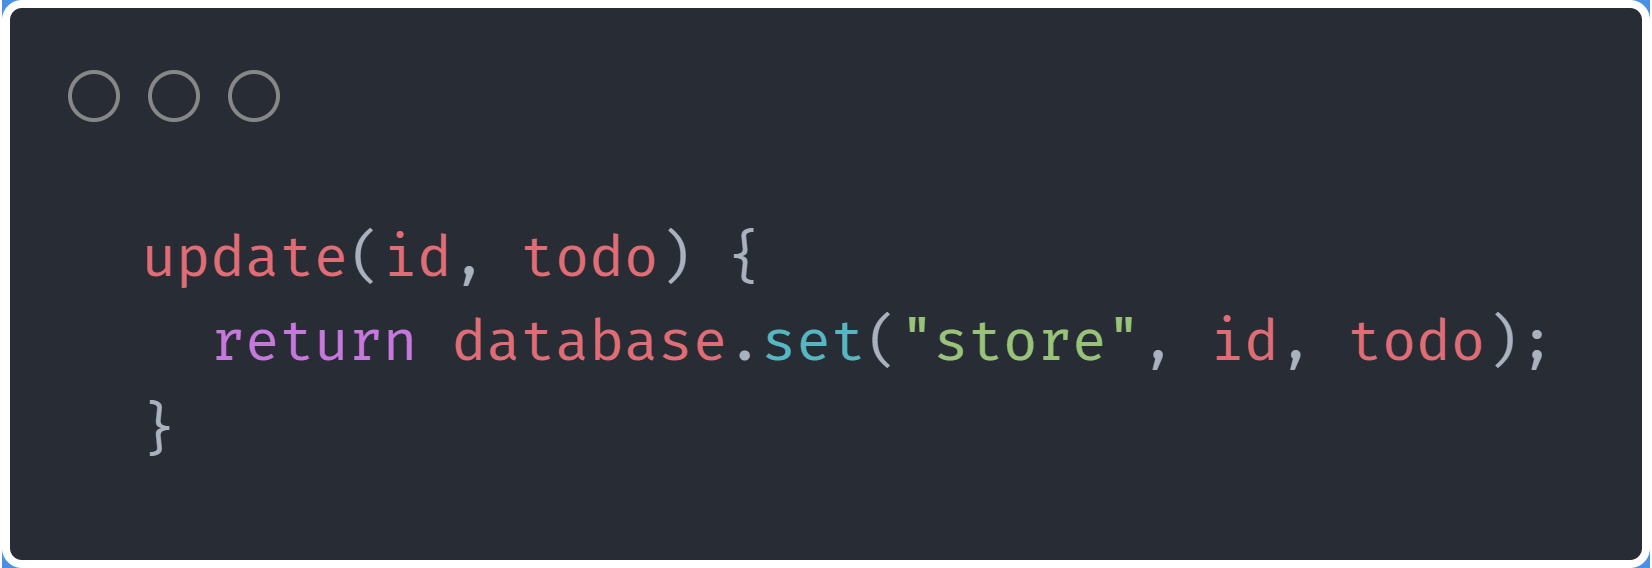 update(id, todo) {
  return database.set("store", id, todo);
}